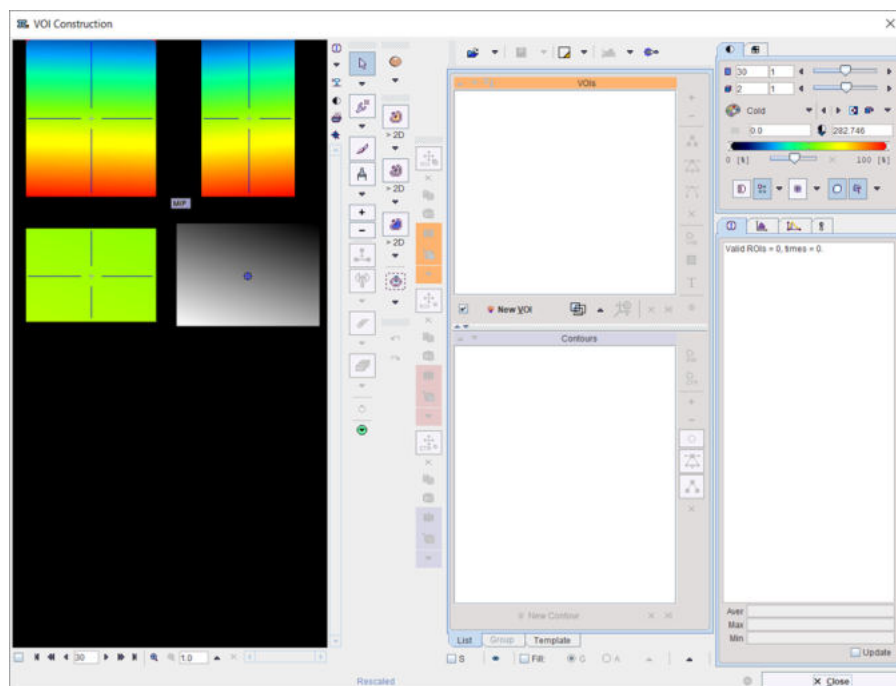 VOI Construction
VOIs
30 1
2 1
Cold
0.0 282.746
0 [%] 100 [%]
> 2D
> 2D
> 2D
MIP
Valid ROIs = 0, times = 0.
New VOI
Contours
New Contour
Aver
Max
Min
List Group Template
Update
30 1.0
S Fill: G A
Rescaled
Close